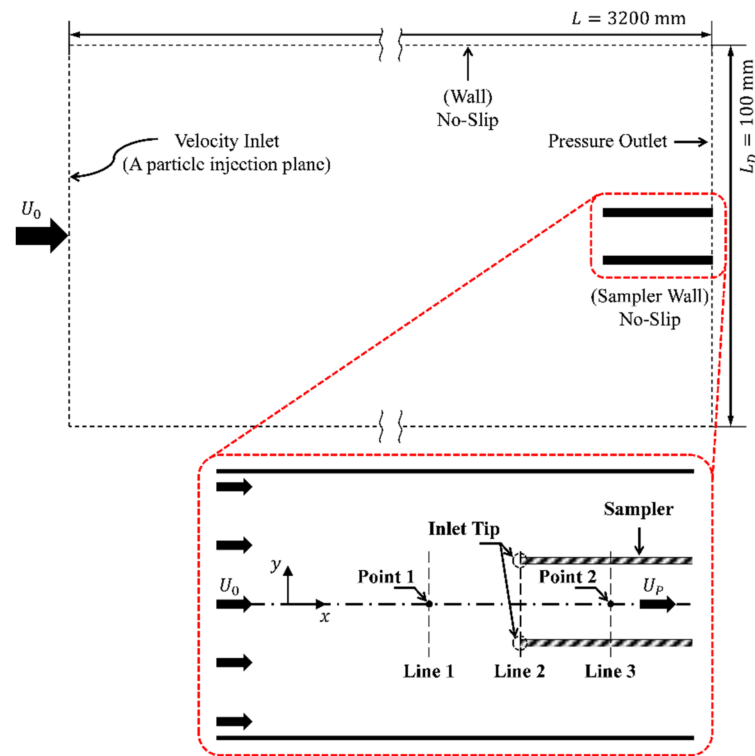 L = 3200 mm
(Wall)
No-Slip
Velocity Inlet
(A particle injection plane)
Pressure Outlet
L_D = 100 mm
U_0
(Sampler Wall)
No-Slip
Sampler
Inlet Tip
y
U_0
Point 1
Point 2
U_P
x
Line 1
Line 2
Line 3